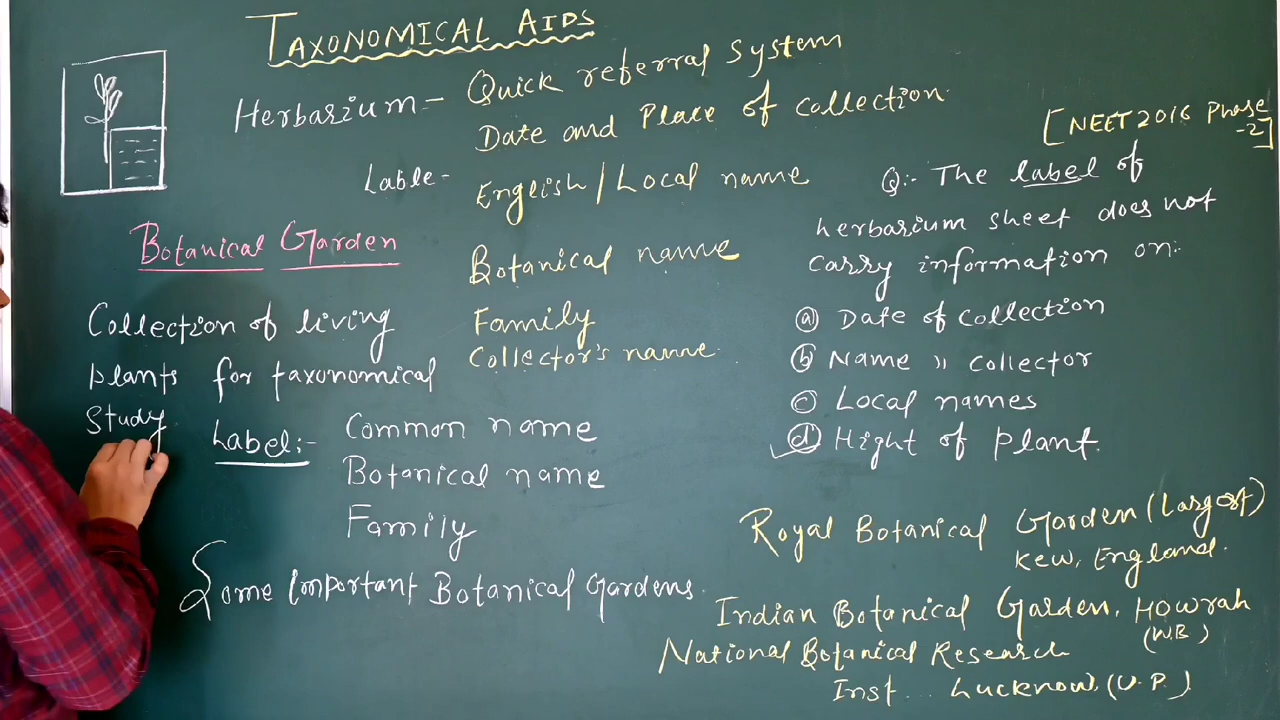 TAXONOMICAL AIDS
Herbarium - Quick referral system
Date and Place of collection
Lable - English / Local name
Botanical name
Family
Collector's name
Botanical Garden
Collection of living
plants for taxonomical
Study
Label:- Common name
Botanical name
Family
Some Important Botanical Gardens.
[NEET 2016 Phase
-2]
Q:- The label of
herbarium sheet does not
carry information on:-
(a) Date of collection
(b) Name " collector
(c) Local names
(d) Hight of plant.
Royal Botanical Garden (Largest)
Kew, England.
Indian Botanical Garden, Howrah
(W.B)
National Botanical Research
Inst... Lucknow. (U.P.)